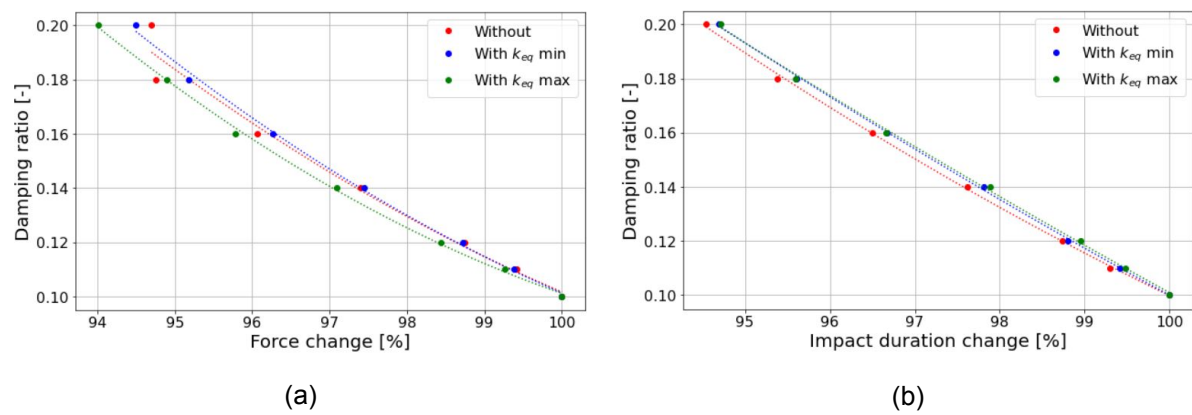 0.20
0.18
0.16
0.14
0.12
0.10
Damping ratio [-]
Without
With k_eq min
With k_eq max
94 95 96 97 98 99 100
Force change [%]
(a)
0.20
0.18
0.16
0.14
0.12
0.10
Damping ratio [-]
Without
With k_eq min
With k_eq max
95 96 97 98 99 100
Impact duration change [%]
(b)